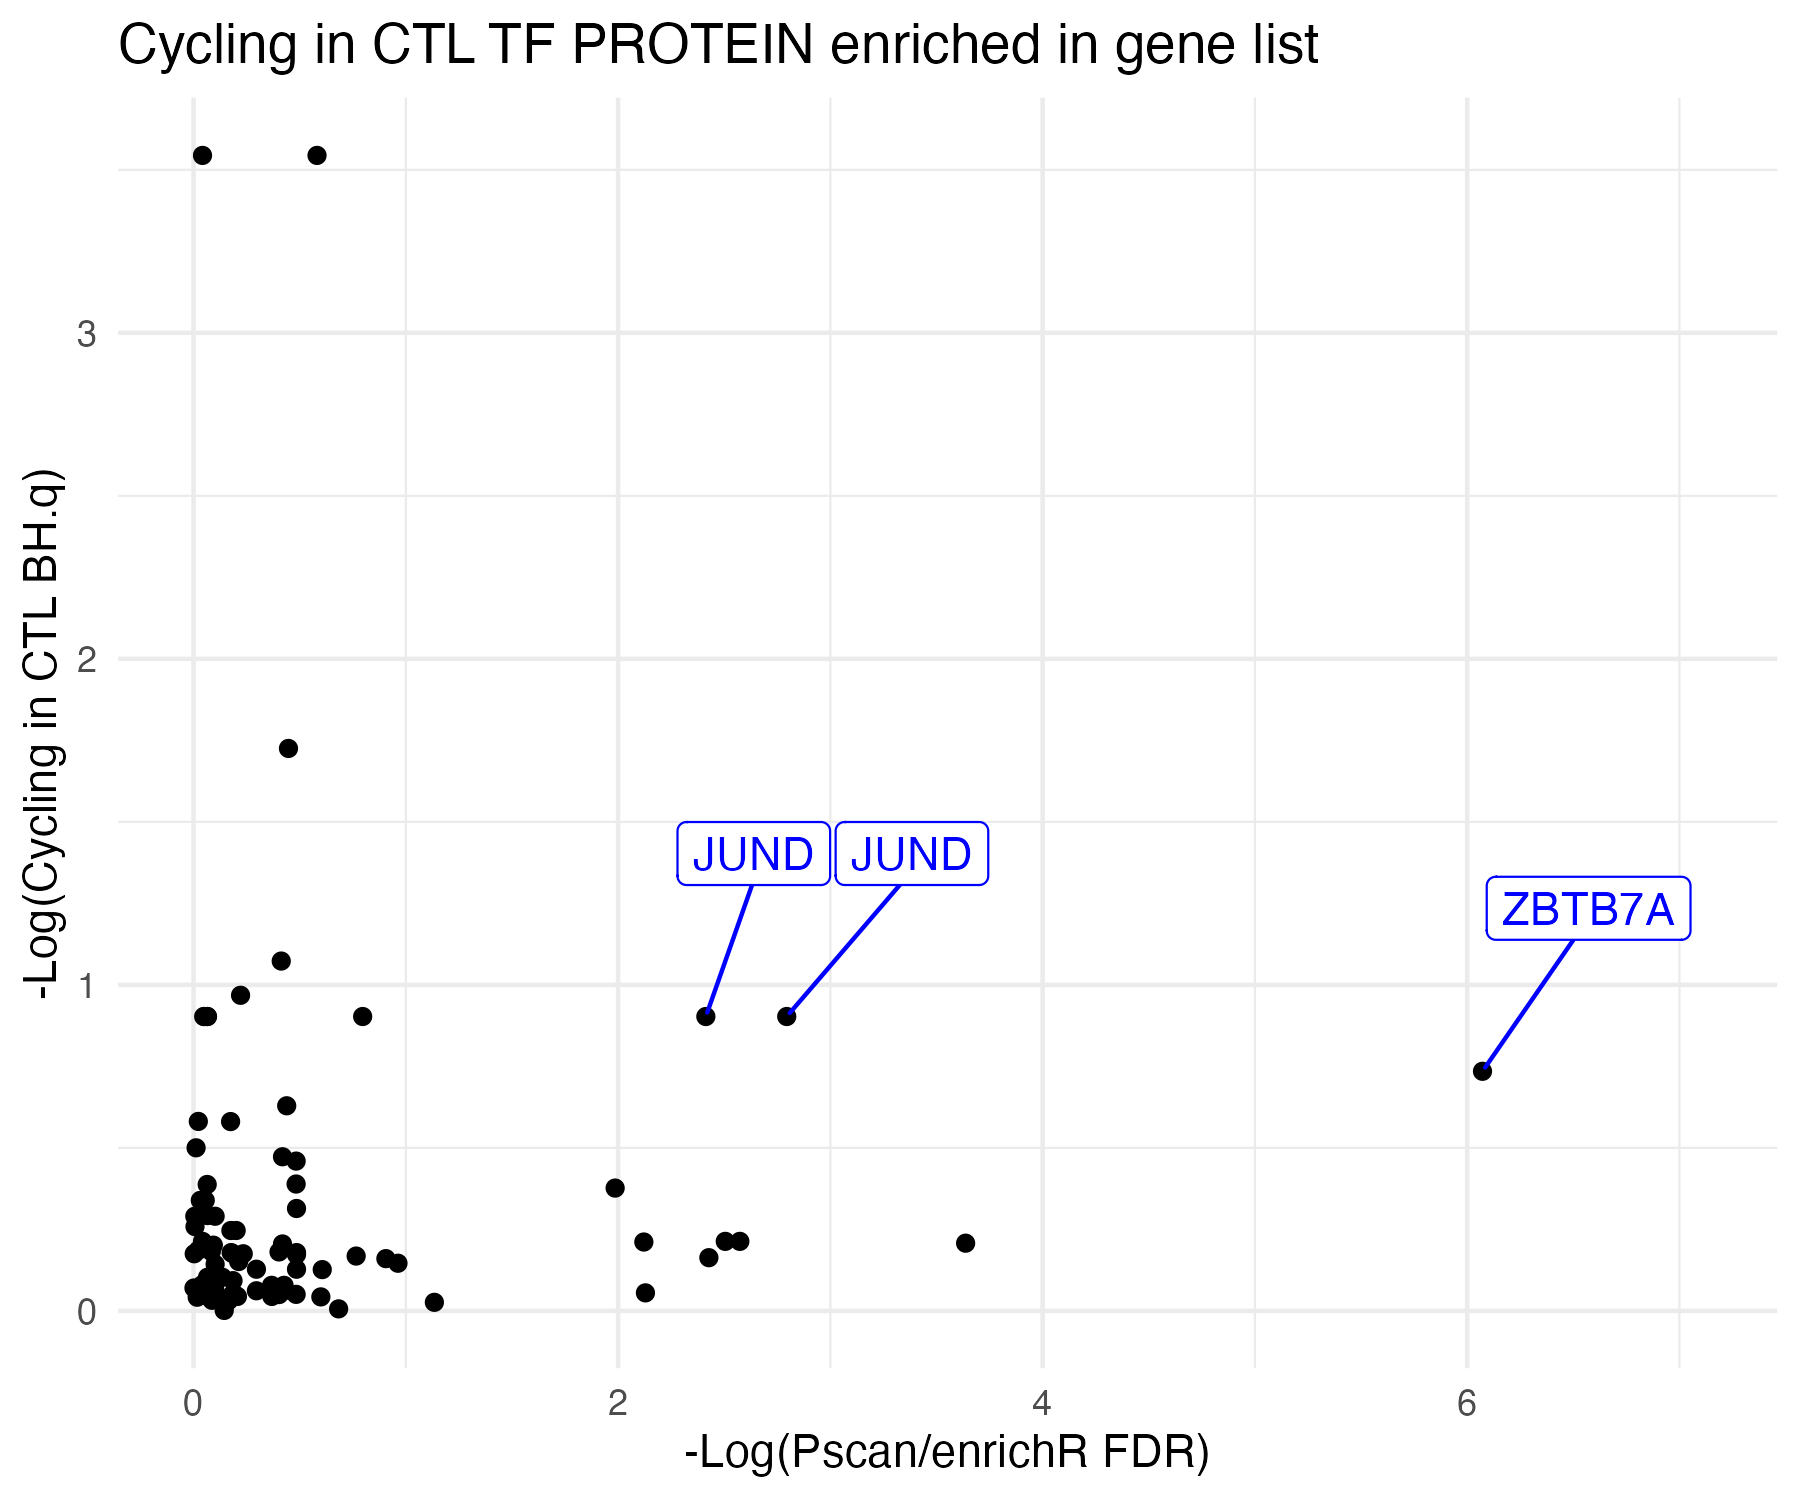 Cycling in CTL TF PROTEIN enriched in gene list
-Log(Cycling in CTL BH.q)
3
2
1
0
JUND
JUND
ZBTB7A
0
2
4
6
-Log(Pscan/enrichR FDR)